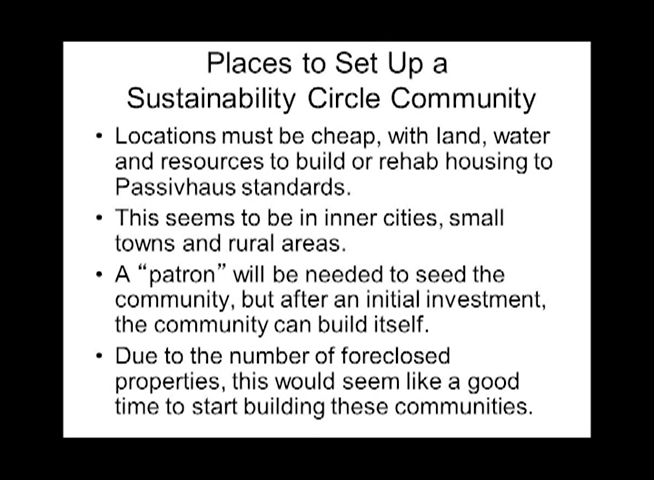 Places to Set Up a
Sustainability Circle Community
• Locations must be cheap, with land, water
and resources to build or rehab housing to
Passivhaus standards.
• This seems to be in inner cities, small
towns and rural areas.
• A “patron” will be needed to seed the
community, but after an initial investment,
the community can build itself.
• Due to the number of foreclosed
properties, this would seem like a good
time to start building these communities.